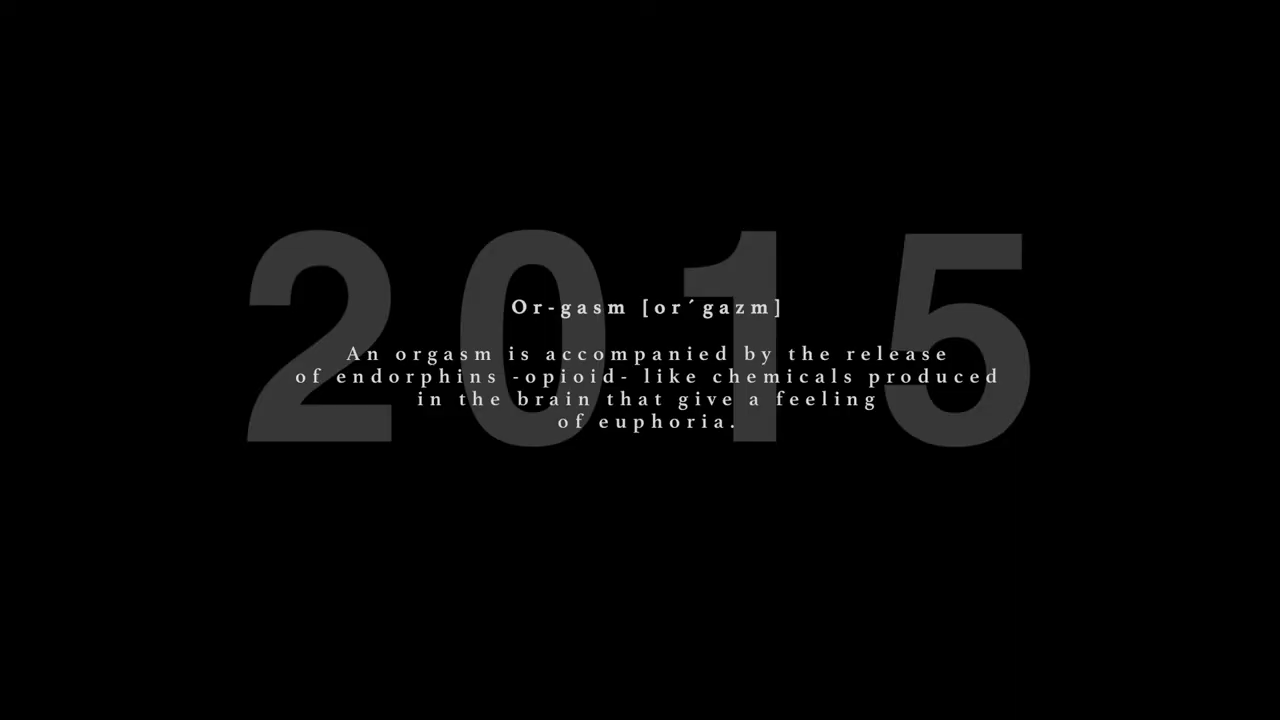 2015
Or-gasm [or´gazm]
An orgasm is accompanied by the release
of endorphins -opioid- like chemicals produced
in the brain that give a feeling
of euphoria.